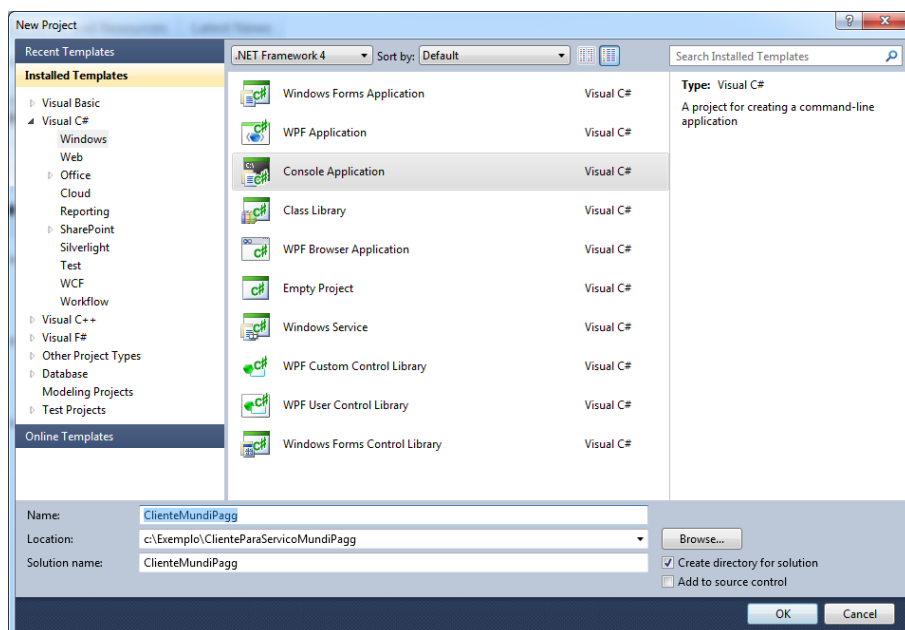 New Project
Recent Templates
.NET Framework 4 Sort by: Default Search Installed Templates
Installed Templates
Visual Basic
Visual C#
Windows
Web
Office
Cloud
Reporting
SharePoint
Silverlight
Test
WCF
Workflow
Visual C++
Visual F#
Other Project Types
Database
Modeling Projects
Test Projects
Online Templates
Windows Forms Application Visual C#
WPF Application Visual C#
Console Application Visual C#
Class Library Visual C#
WPF Browser Application Visual C#
Empty Project Visual C#
Windows Service Visual C#
WPF Custom Control Library Visual C#
WPF User Control Library Visual C#
Windows Forms Control Library Visual C#
Type: Visual C#
A project for creating a command-line
application
Name: ClienteMundiPagg
Location: c:\Exemplo\ClienteParaServicoMundiPagg Browse...
Solution name: ClienteMundiPagg
Create directory for solution
Add to source control
OK Cancel